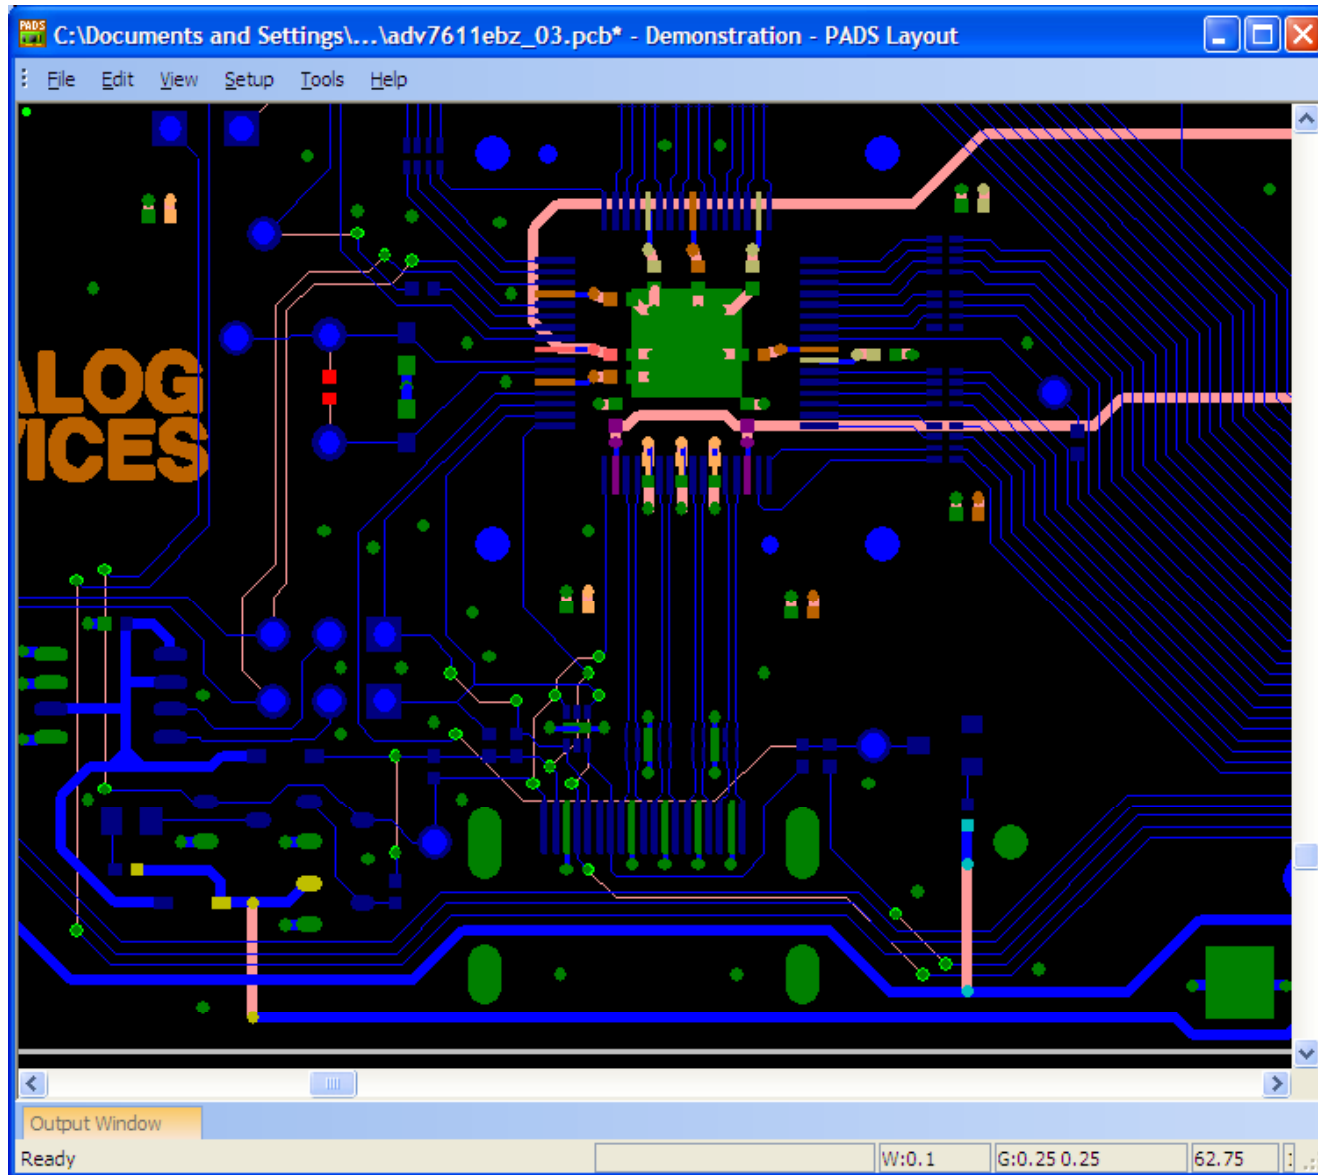 C:\Documents and Settings\...\adv7611ebz_03.pcb* - Demonstration - PADS Layout
File Edit View Setup Tools Help
ALOG
VICES
Output Window
Ready W:0.1 G:0.25 0.25 62.75